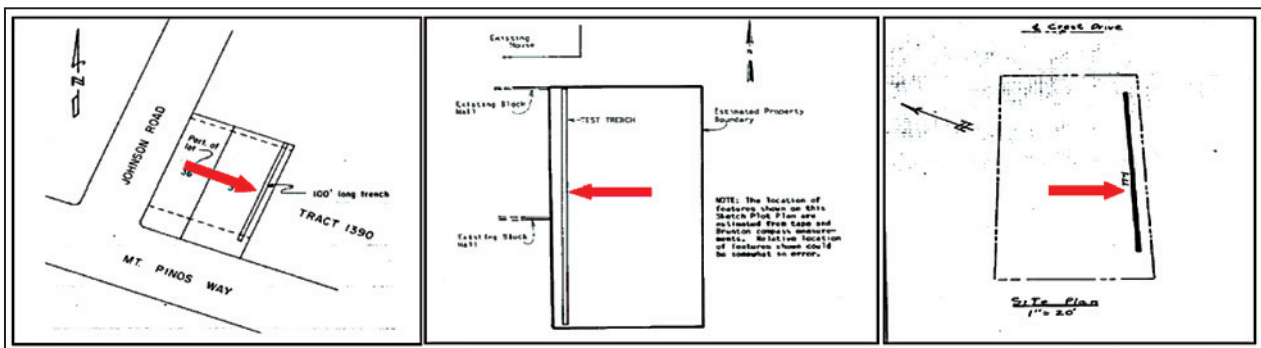 N
JOHNSON ROAD
Port. of
lot
36
100' long trench
TRACT 1390
MT. PINOS WAY
Existing
House
Existing Block
Wall
TEST TRENCH
Estimated Property
Boundary
Existing Block
Wall
NOTE: The location of
features shown on this
Sketch Plot Plan are
estimated from tape and
Brunton compass measure-
ments. Relative location
of features shown could
be somewhat in error.
Crest Drive
N
Site Plan
1"= 20'